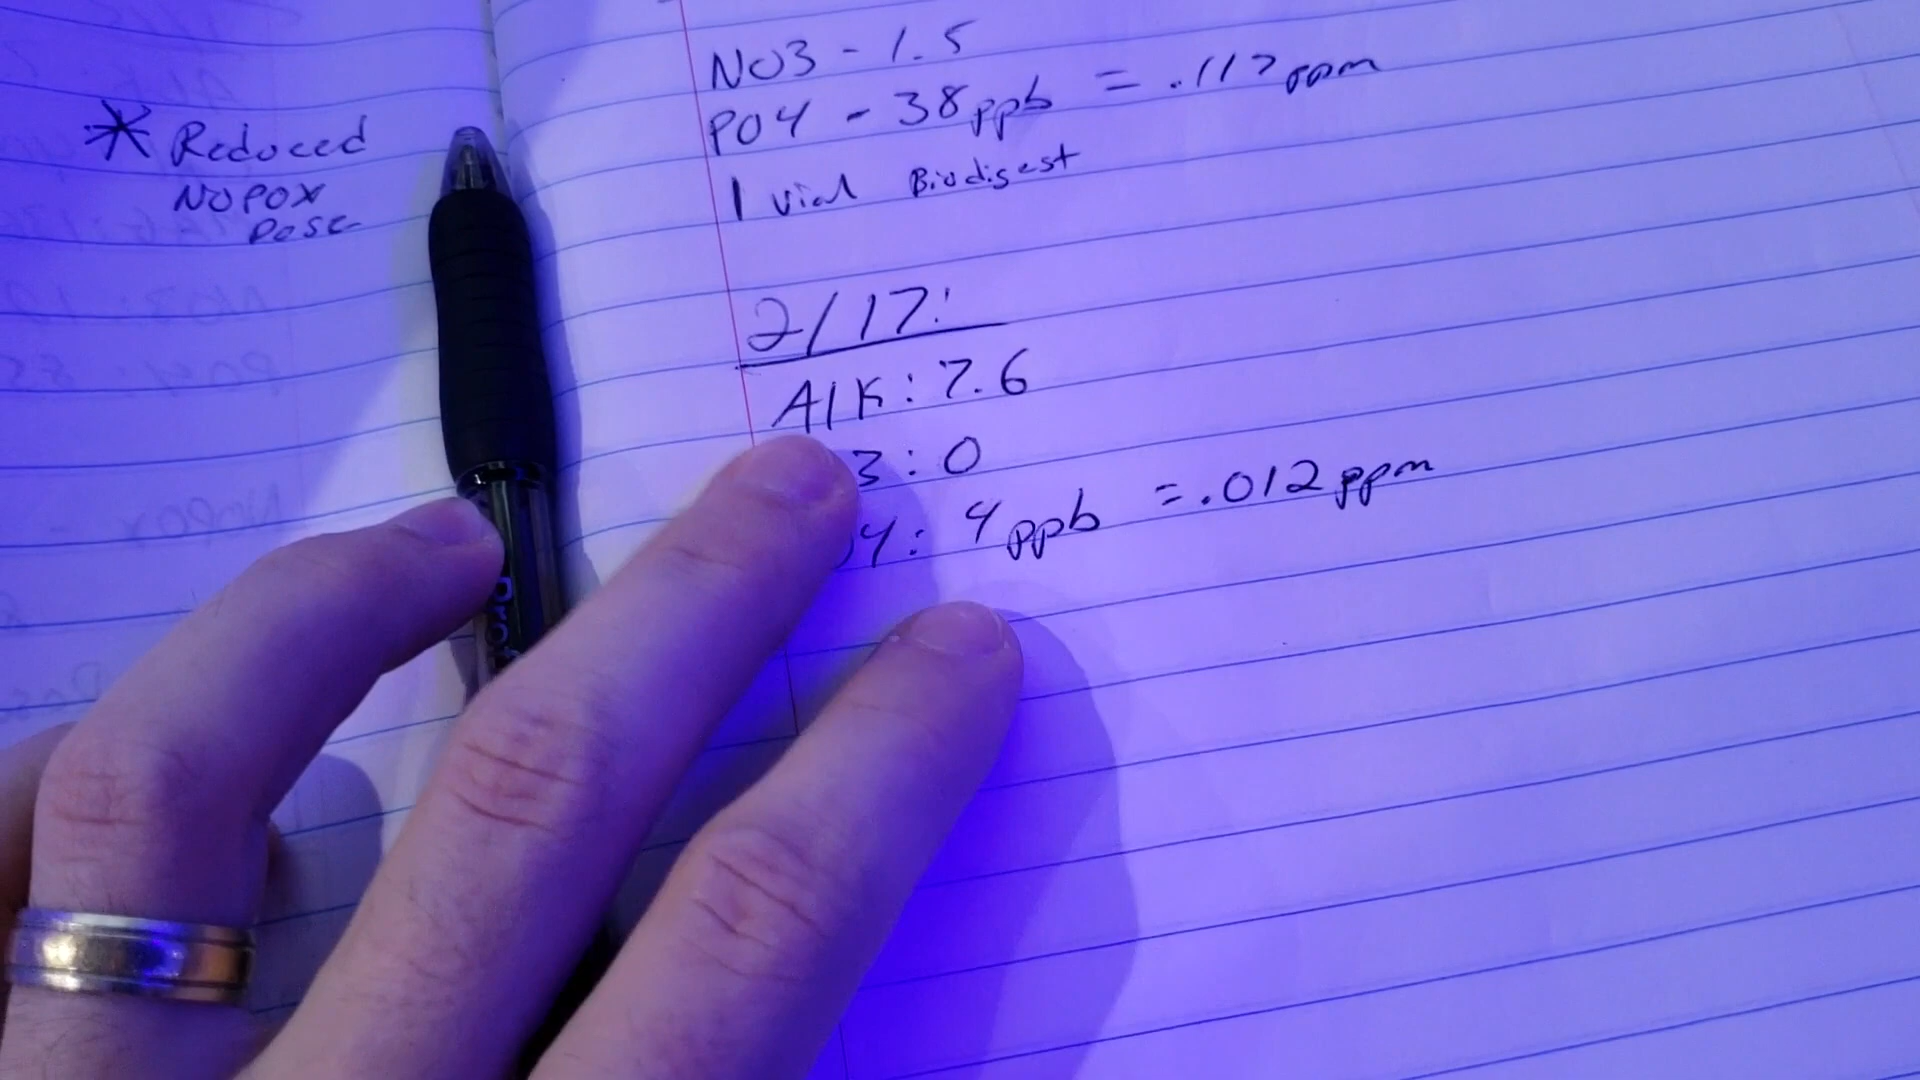 * Reduced
NOPOX
Dose
NO3 - 1.5
PO4 - 38ppb = .117ppm
1 vial Biodigest
2/17:
Alk: 7.6
3: 0
4: 4ppb = .012ppm